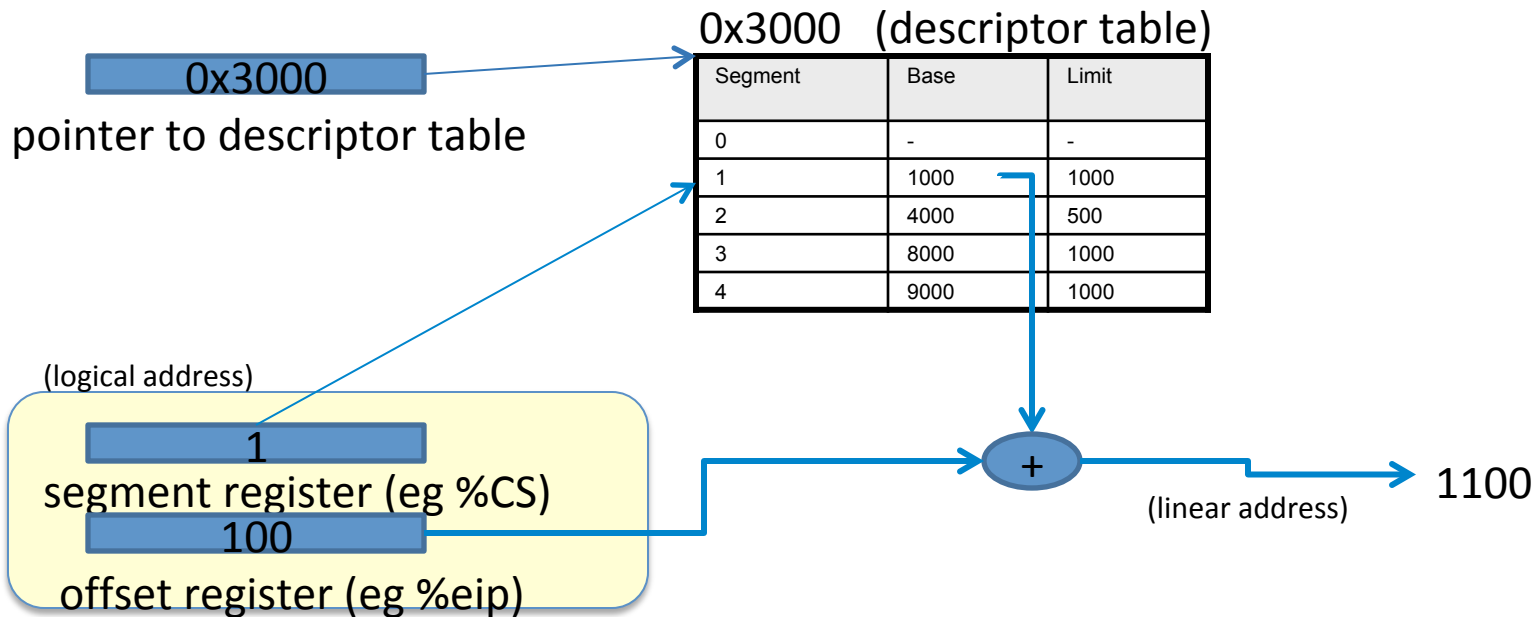 0x3000 (descriptor table)
0x3000
pointer to descriptor table
Segment Base Limit
0 - -
1 1000 1000
2 4000 500
3 8000 1000
4 9000 1000
(logical address)
1
segment register (eg %CS)
100
offset register (eg %eip)
+
(linear address)
1100